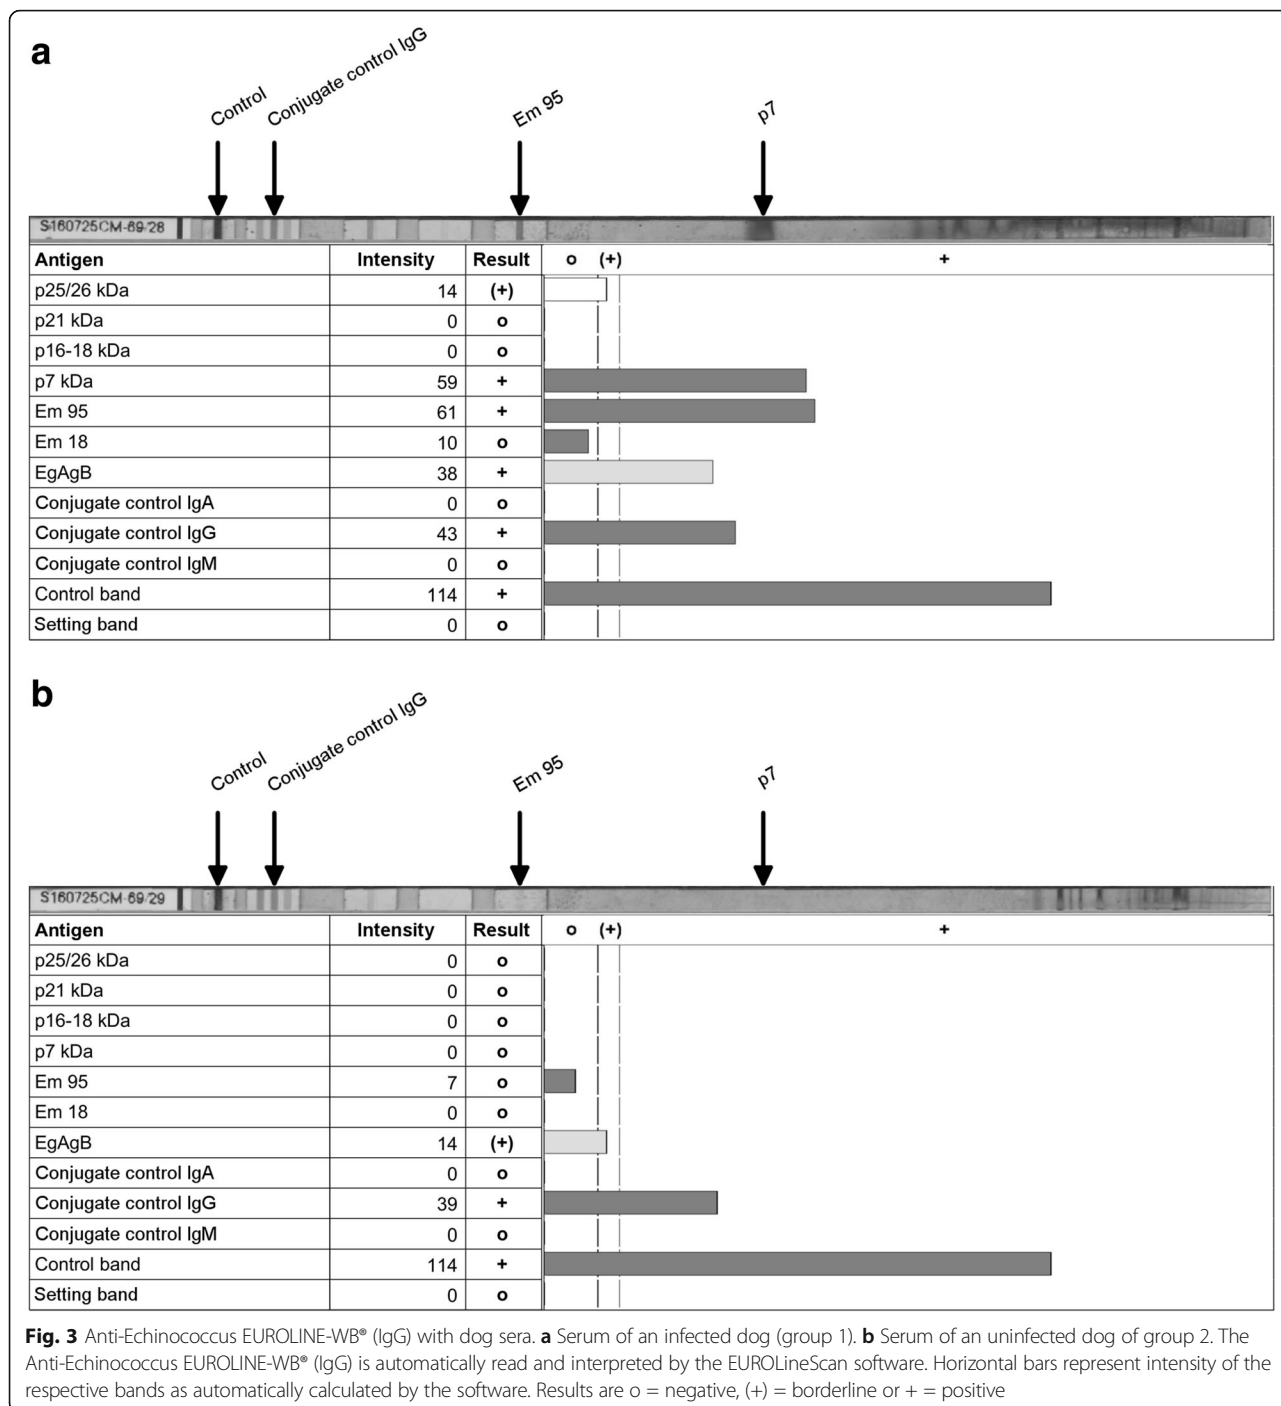 a
Control
Conjugate control IgG
Em 95
p7
S160725CM-69/28
Antigen Intensity Result o (+) +
p25/26 kDa 14 (+)
p21 kDa 0 o
p16-18 kDa 0 o
p7 kDa 59 +
Em 95 61 +
Em 18 10 o
EgAgB 38 +
Conjugate control IgA 0 o
Conjugate control IgG 43 +
Conjugate control IgM 0 o
Control band 114 +
Setting band 0 o
b
Control
Conjugate control IgG
Em 95
p7
S160725CM-69/29
Antigen Intensity Result o (+) +
p25/26 kDa 0 o
p21 kDa 0 o
p16-18 kDa 0 o
p7 kDa 0 o
Em 95 7 o
Em 18 0 o
EgAgB 14 (+)
Conjugate control IgA 0 o
Conjugate control IgG 39 +
Conjugate control IgM 0 o
Control band 114 +
Setting band 0 o
Fig. 3 Anti-Echinococcus EUROLINE-WB® (IgG) with dog sera. a Serum of an infected dog (group 1). b Serum of an uninfected dog of group 2. The
Anti-Echinococcus EUROLINE-WB® (IgG) is automatically read and interpreted by the EUROLineScan software. Horizontal bars represent intensity of the
respective bands as automatically calculated by the software. Results are o = negative, (+) = borderline or + = positive